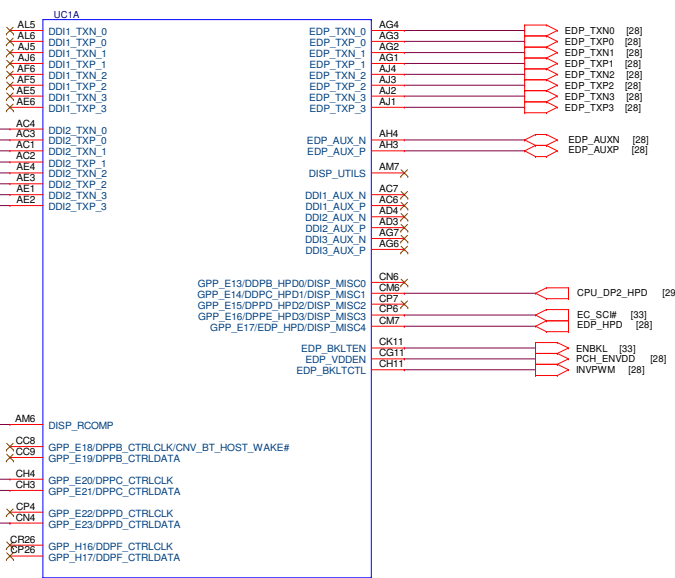 UC1A
AL5 DDI1_TXN_0 EDP_TXN_0 AG4 EDP_TXN0 [28]
AL6 DDI1_TXP_0 EDP_TXP_0 AG3 EDP_TXP0 [28]
AJ5 DDI1_TXN_1 EDP_TXN_1 AG2 EDP_TXN1 [28]
AJ6 DDI1_TXP_1 EDP_TXP_1 AG1 EDP_TXP1 [28]
AF6 DDI1_TXN_2 EDP_TXN_2 AJ4 EDP_TXN2 [28]
AF5 DDI1_TXP_2 EDP_TXP_2 AJ3 EDP_TXP2 [28]
AE5 DDI1_TXN_3 EDP_TXN_3 AJ2 EDP_TXN3 [28]
AE6 DDI1_TXP_3 EDP_TXP_3 AJ1 EDP_TXP3 [28]
AC4 DDI2_TXN_0
AC3 DDI2_TXP_0 EDP_AUX_N AH4 EDP_AUXN [28]
AC1 DDI2_TXN_1 EDP_AUX_P AH3 EDP_AUXP [28]
AC2 DDI2_TXP_1
AE4 DDI2_TXN_2 DISP_UTILS AM7
AE3 DDI2_TXP_2
AE1 DDI2_TXN_3 DDI1_AUX_N AC7
AE2 DDI2_TXP_3 DDI1_AUX_P AC6
DDI2_AUX_N AD4
DDI2_AUX_P AD3
DDI3_AUX_N AG7
DDI3_AUX_P AG6
GPP_E13/DDPB_HPD0/DISP_MISC0 CN6
GPP_E14/DDPC_HPD1/DISP_MISC1 CM6 CPU_DP2_HPD [29
GPP_E15/DPPD_HPD2/DISP_MISC2 CP7
GPP_E16/DPPE_HPD3/DISP_MISC3 CP6 EC_SCI# [33]
GPP_E17/EDP_HPD/DISP_MISC4 CM7 EDP_HPD [28]
EDP_BKLTEN CK11 ENBKL [33]
EDP_VDDEN CG11 PCH_ENVDD [28]
EDP_BKLTCTL CH11 INVPWM [28]
AM6 DISP_RCOMP
CC8 GPP_E18/DPPB_CTRLCLK/CNV_BT_HOST_WAKE#
CC9 GPP_E19/DPPB_CTRLDATA
CH4 GPP_E20/DPPC_CTRLCLK
CH3 GPP_E21/DPPC_CTRLDATA
CP4 GPP_E22/DPPD_CTRLCLK
CN4 GPP_E23/DPPD_CTRLDATA
CR26 GPP_H16/DDPF_CTRLCLK
CP26 GPP_H17/DDPF_CTRLDATA